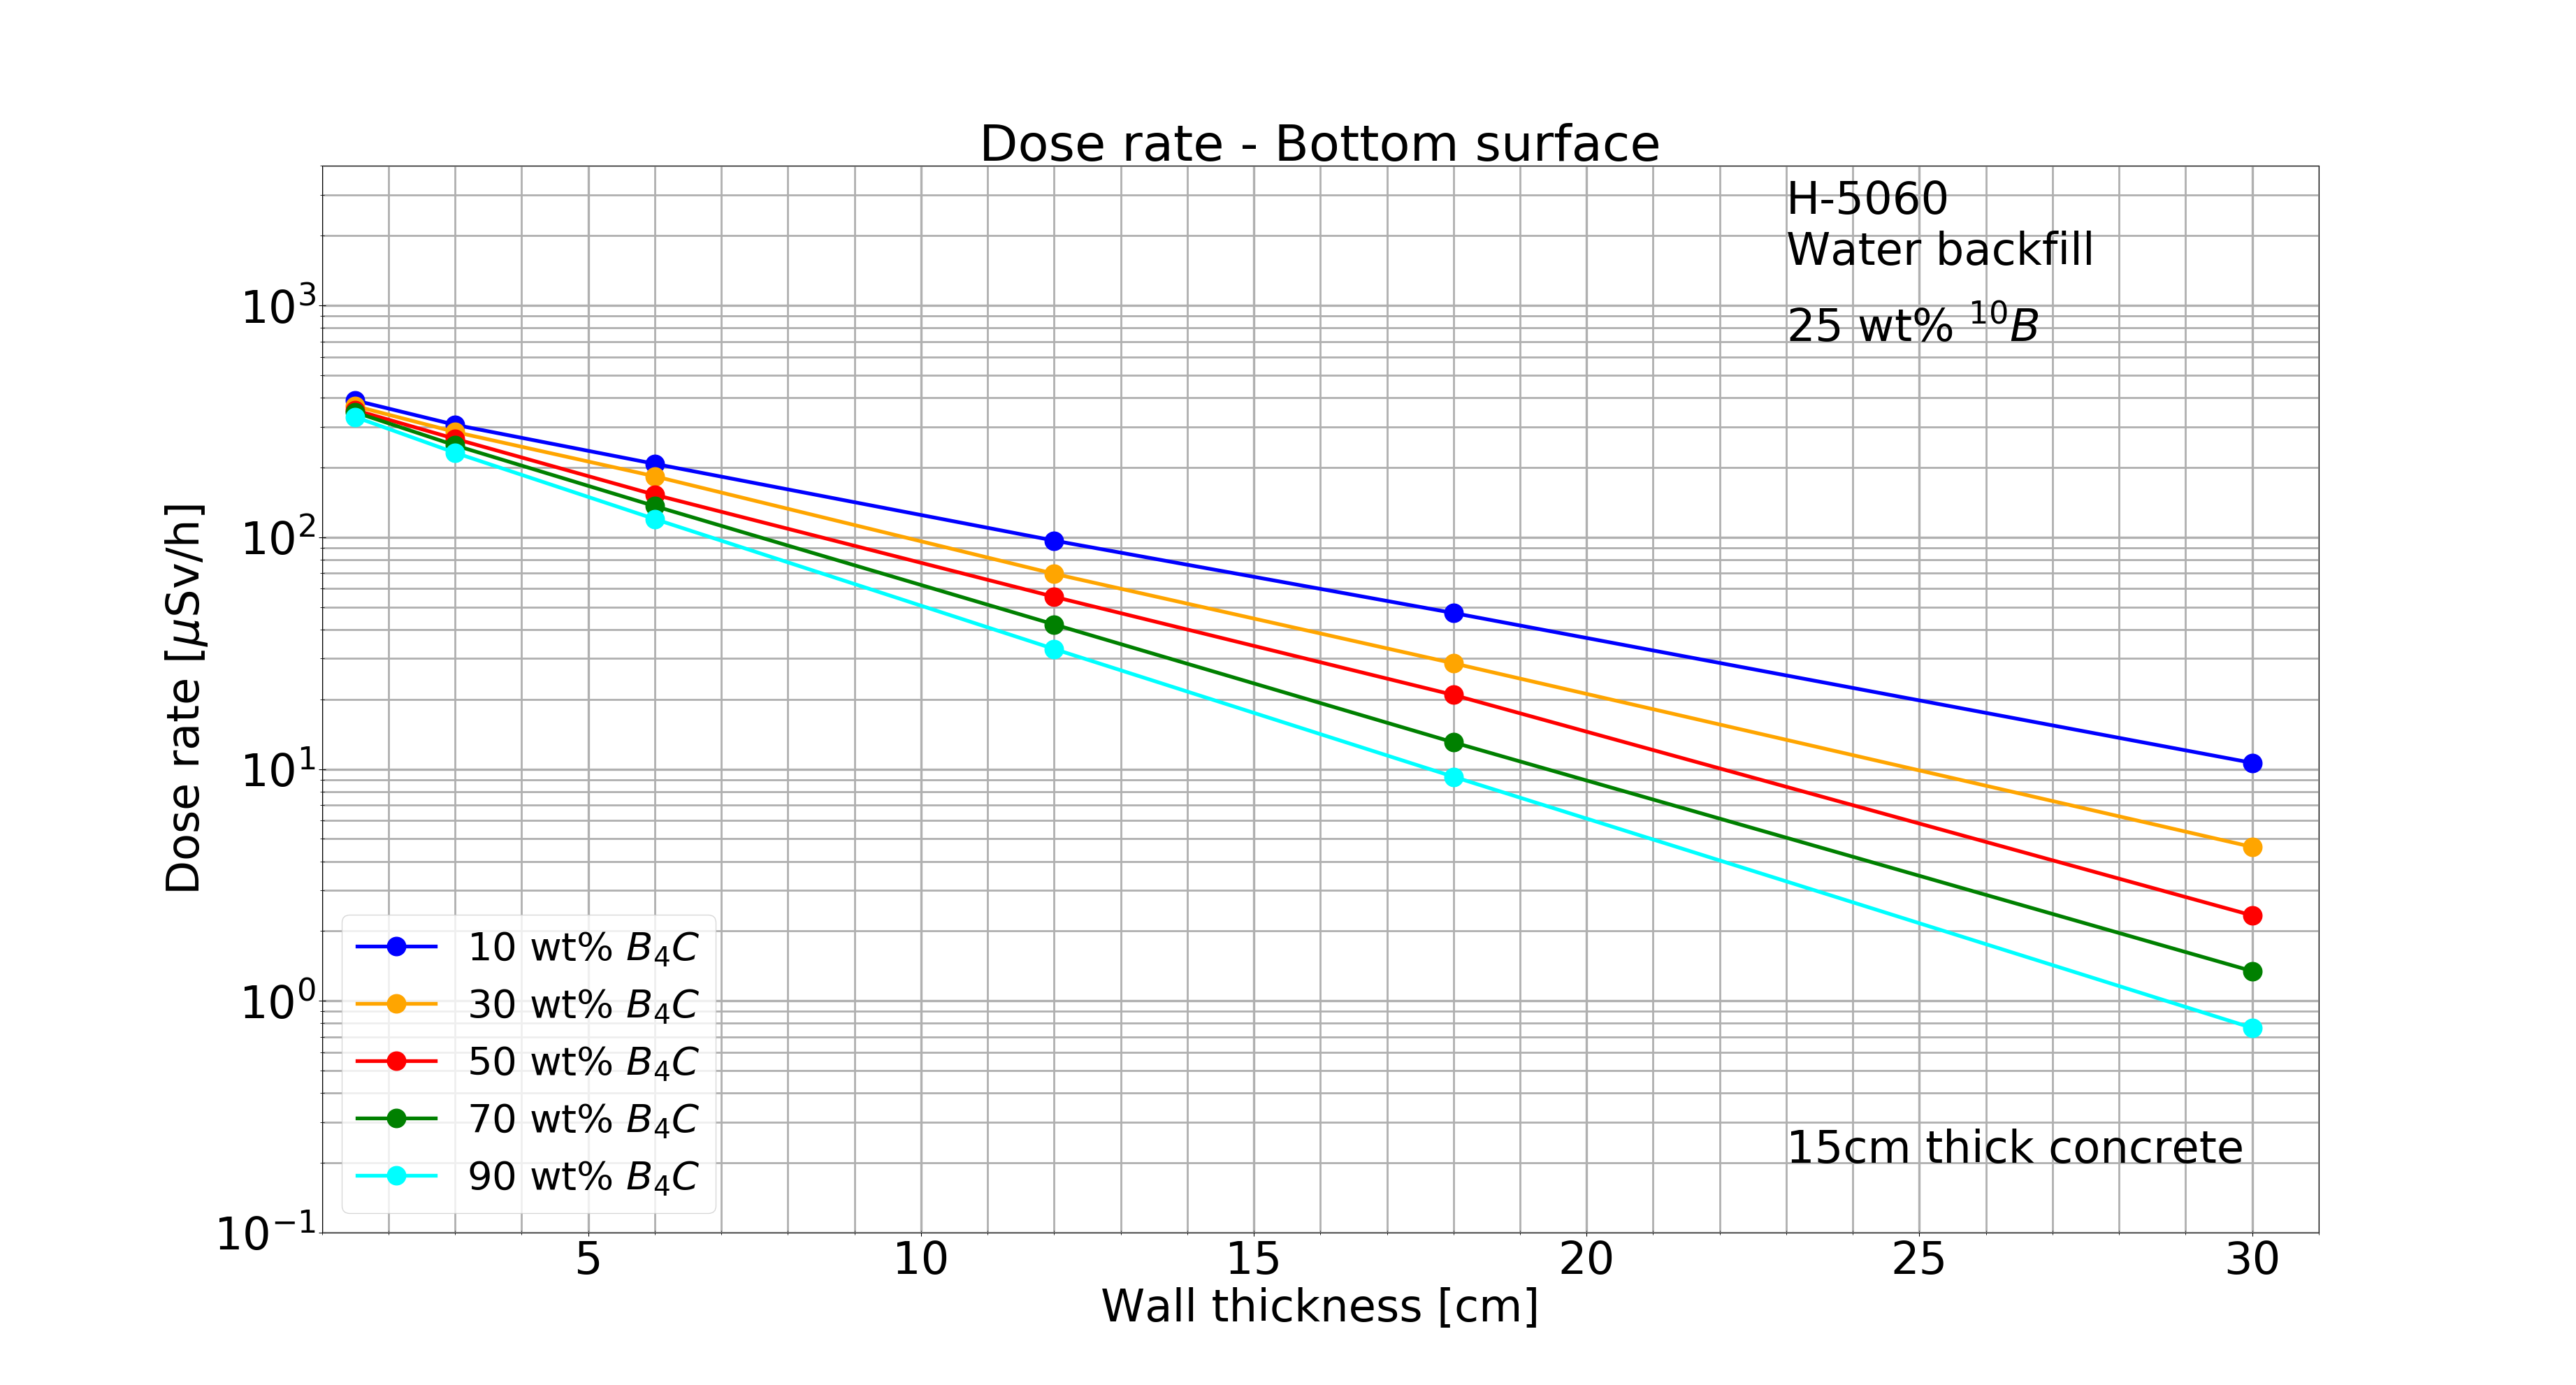 Dose rate - Bottom surface
H-5060
Water backfill
25 wt% ¹⁰B
10³
10²
10¹
10⁰
10⁻¹
Dose rate [μSv/h]
10 wt% B₄C
30 wt% B₄C
50 wt% B₄C
70 wt% B₄C
90 wt% B₄C
15cm thick concrete
5 10 15 20 25 30
Wall thickness [cm]